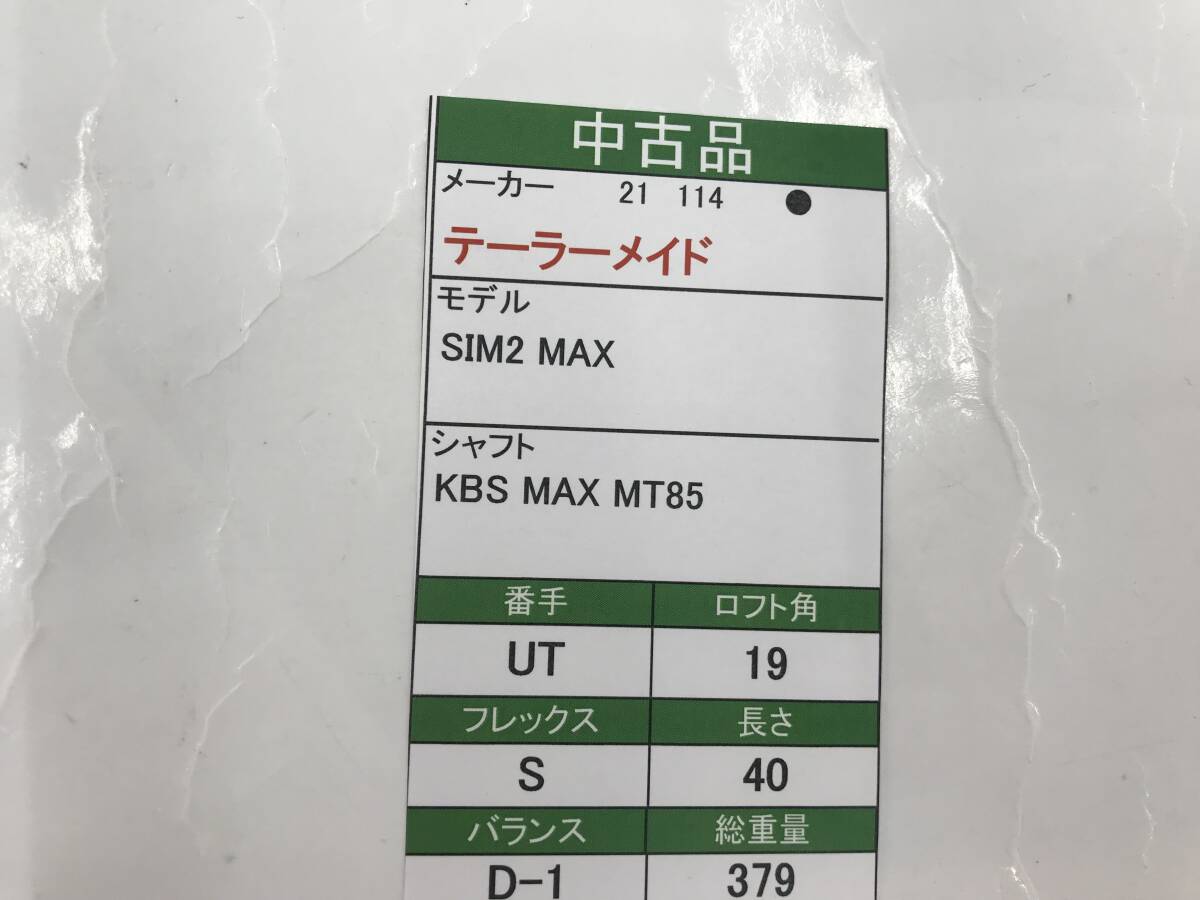 中古品
メーカー 21 114 ●
テーラーメイド
モデル
SIM2 MAX
シャフト
KBS MAX MT85
番手 ロフト角
UT 19
フレックス 長さ
S 40
バランス 総重量
D-1 379